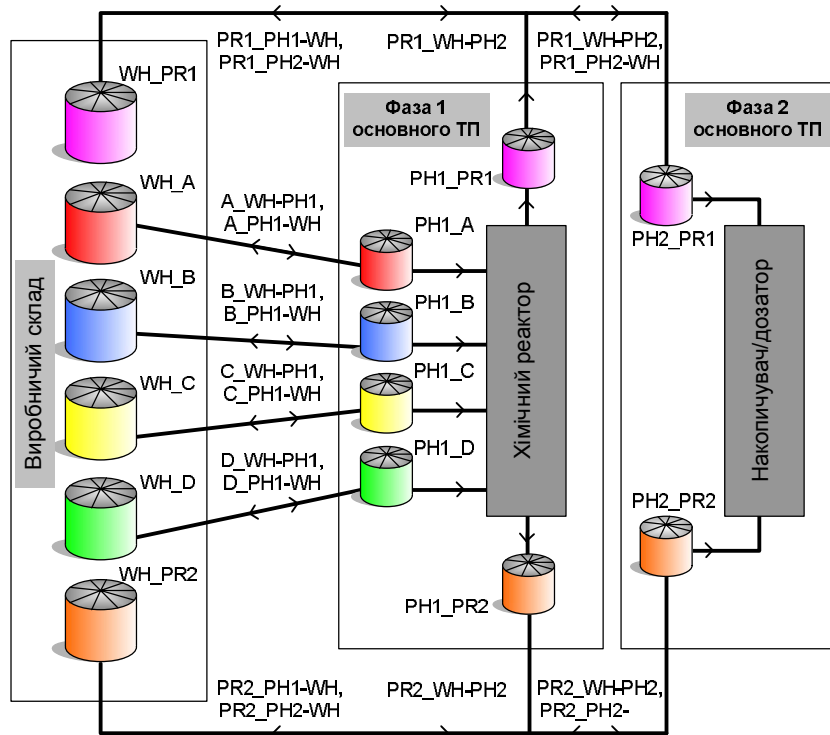 PR1_PH1-WH,
PR1_PH2-WH
PR1_WH-PH2
PR1_WH-PH2,
PR1_PH2-WH
WH_PR1
Фаза 1
основного ТП
Фаза 2
основного ТП
PH1_PR1
WH_A
A_WH-PH1,
A_PH1-WH
PH1_A
PH2_PR1
WH_B
B_WH-PH1,
B_PH1-WH
PH1_B
Виробничий склад
Хімічний реактор
Накопичувач/дозатор
WH_C
C_WH-PH1,
C_PH1-WH
PH1_C
WH_D
D_WH-PH1,
D_PH1-WH
PH1_D
PH2_PR2
WH_PR2
PH1_PR2
PR2_PH1-WH,
PR2_PH2-WH
PR2_WH-PH2
PR2_WH-PH2,
PR2_PH2-